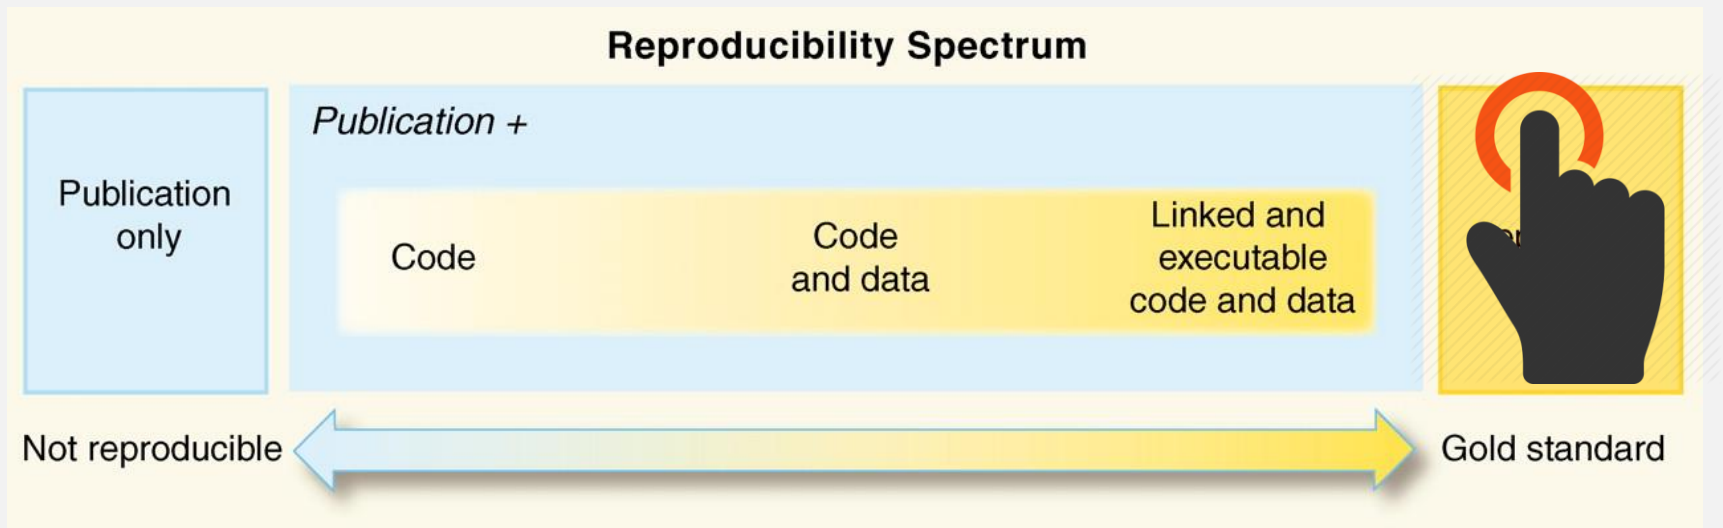 Reproducibility Spectrum
Publication
only
Publication +
Code
Code
and data
Linked and
executable
code and data
Not reproducible
Gold standard